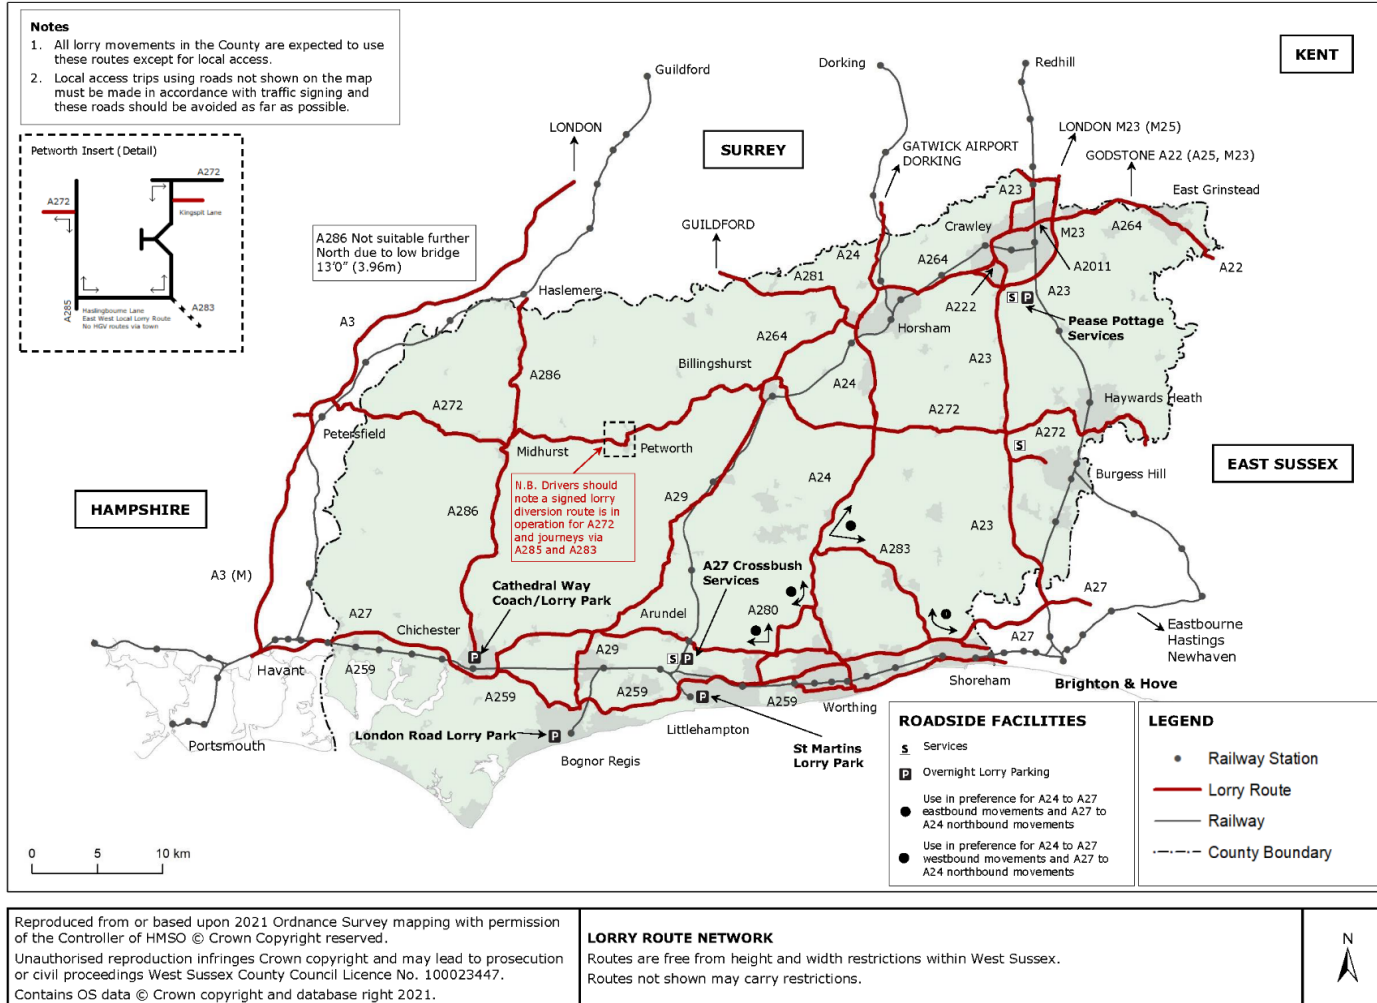 Notes
1. All lorry movements in the County are expected to use
these routes except for local access.
2. Local access trips using roads not shown on the map
must be made in accordance with traffic signing and
these roads should be avoided as far as possible.
Petworth Insert (Detail)
A272
A272
Kingspit Lane
A285
A283
Haslingbourne Lane
East West Local Lorry Route
No HGV routes via town
Guildford
Dorking
Redhill
KENT
LONDON
SURREY
GATWICK AIRPORT
DORKING
LONDON M23 (M25)
GODSTONE A22 (A25, M23)
East Grinstead
A286 Not suitable further
North due to low bridge
13'0" (3.96m)
GUILDFORD
A23
Crawley
M23
A264
A24
A264
A281
A2011
A22
Haslemere
A3
A222
A23
Horsham
Pease Pottage
Services
A264
Billingshurst
A23
A286
A24
A272
A272
Haywards Heath
Petersfield
A272
Midhurst
Petworth
EAST SUSSEX
Burgess Hill
N.B. Drivers should
note a signed lorry
diversion route is in
operation for A272
and journeys via
A285 and A283
A24
A29
HAMPSHIRE
A286
A23
A283
A27 Crossbush
Services
A3 (M)
Cathedral Way
Coach/Lorry Park
A27
A27
Chichester
Arundel
A280
Eastbourne
Hastings
Newhaven
A27
A29
Havant
A259
Shoreham
Brighton & Hove
A259
A259
A259
Worthing
Littlehampton
London Road Lorry Park
Portsmouth
St Martins
Lorry Park
Bognor Regis
ROADSIDE FACILITIES
S Services
P Overnight Lorry Parking
Use in preference for A24 to A27
eastbound movements and A27 to
A24 northbound movements
Use in preference for A24 to A27
westbound movements and A27 to
A24 northbound movements
LEGEND
Railway Station
Lorry Route
Railway
County Boundary
0 5 10 km
Reproduced from or based upon 2021 Ordnance Survey mapping with permission
of the Controller of HMSO © Crown Copyright reserved.
Unauthorised reproduction infringes Crown copyright and may lead to prosecution
or civil proceedings West Sussex County Council Licence No. 100023447.
Contains OS data © Crown copyright and database right 2021.
LORRY ROUTE NETWORK
Routes are free from height and width restrictions within West Sussex.
Routes not shown may carry restrictions.
N